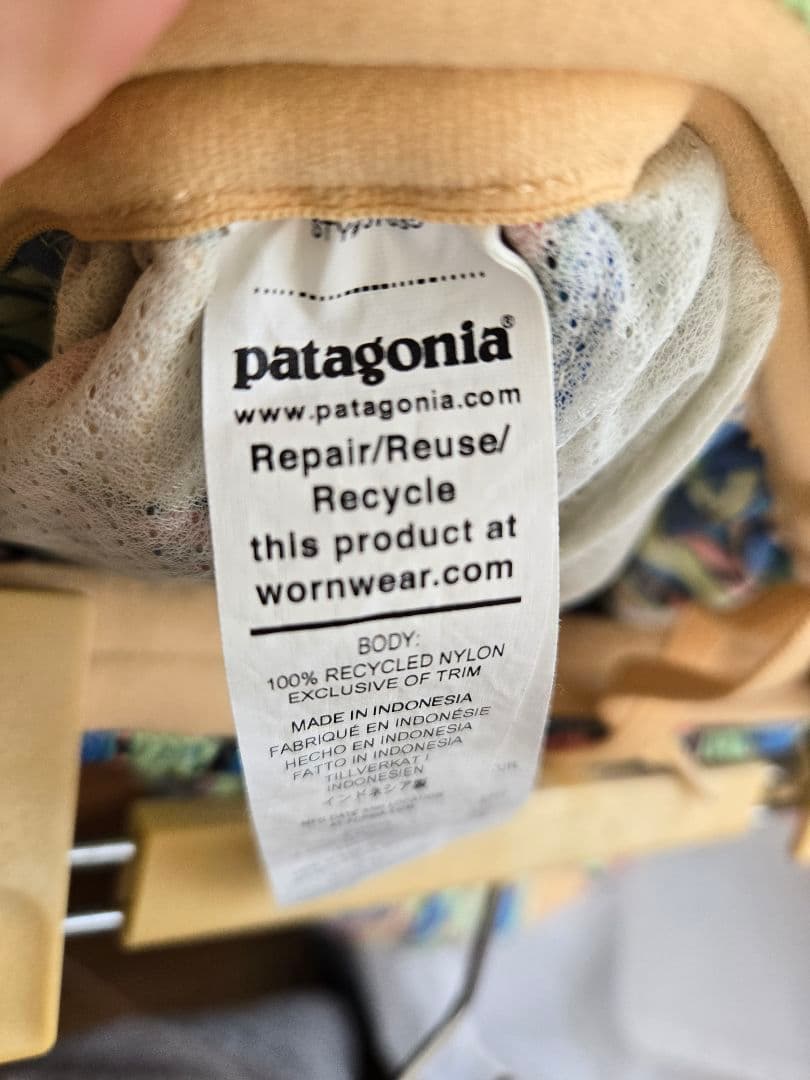 patagonia®
www.patagonia.com
Repair/Reuse/
Recycle
this product at
wornwear.com
BODY:
100% RECYCLED NYLON
EXCLUSIVE OF TRIM
MADE IN INDONESIA
FABRIQUÉ EN INDONÉSIE
HECHO EN INDONESIA
FATTO IN INDONESIA
TILLVERKAT I
INDONESIEN
インドネシア製